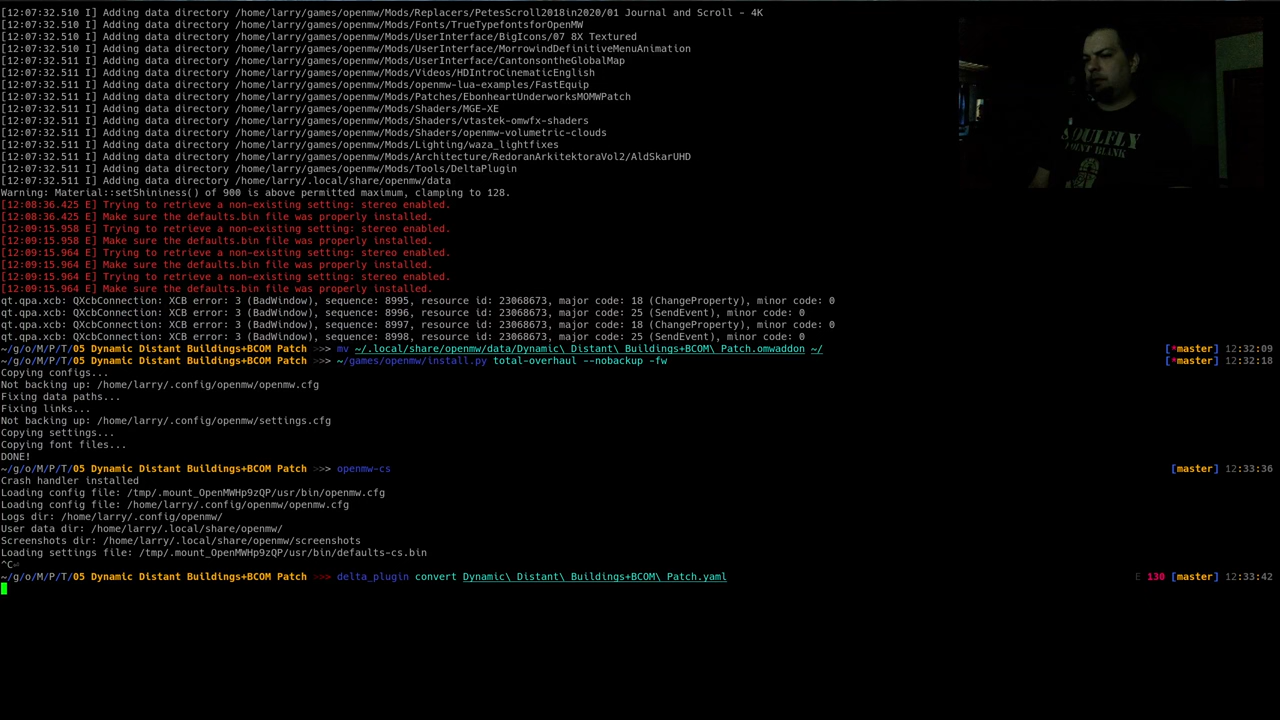 [12:07:32.510 I] Adding data directory /home/larry/games/openmw/Mods/Replacers/PetesScroll2018in2020/01 Journal and Scroll - 4K
[12:07:32.510 I] Adding data directory /home/larry/games/openmw/Mods/Fonts/TrueTypefontsforOpenMW
[12:07:32.510 I] Adding data directory /home/larry/games/openmw/Mods/UserInterface/BigIcons/07 8X Textured
[12:07:32.510 I] Adding data directory /home/larry/games/openmw/Mods/UserInterface/MorrowindDefinitiveMenuAnimation
[12:07:32.511 I] Adding data directory /home/larry/games/openmw/Mods/UserInterface/CantonsontheGlobalMap
[12:07:32.511 I] Adding data directory /home/larry/games/openmw/Mods/Videos/HDIntroCinematicEnglish
[12:07:32.511 I] Adding data directory /home/larry/games/openmw/Mods/openmw-lua-examples/FastEquip
[12:07:32.511 I] Adding data directory /home/larry/games/openmw/Mods/Patches/EbonheartUnderworksMOMWPatch
[12:07:32.511 I] Adding data directory /home/larry/games/openmw/Mods/Shaders/MGE-XE
[12:07:32.511 I] Adding data directory /home/larry/games/openmw/Mods/Shaders/vtastek-omwfx-shaders
[12:07:32.511 I] Adding data directory /home/larry/games/openmw/Mods/Shaders/openmw-volumetric-clouds
[12:07:32.511 I] Adding data directory /home/larry/games/openmw/Mods/Lighting/waza_lightfixes
[12:07:32.511 I] Adding data directory /home/larry/games/openmw/Mods/Architecture/RedoranArkitektoraVol2/AldSkarUHD
[12:07:32.511 I] Adding data directory /home/larry/games/openmw/Mods/Tools/DeltaPlugin
[12:07:32.511 I] Adding data directory /home/larry/.local/share/openmw/data
Warning: Material::setShininess() of 900 is above permitted maximum, clamping to 128.
[12:08:36.425 E] Trying to retrieve a non-existing setting: stereo enabled.
[12:08:36.425 E] Make sure the defaults.bin file was properly installed.
[12:09:15.958 E] Trying to retrieve a non-existing setting: stereo enabled.
[12:09:15.958 E] Make sure the defaults.bin file was properly installed.
[12:09:15.964 E] Trying to retrieve a non-existing setting: stereo enabled.
[12:09:15.964 E] Make sure the defaults.bin file was properly installed.
[12:09:15.964 E] Trying to retrieve a non-existing setting: stereo enabled.
[12:09:15.964 E] Make sure the defaults.bin file was properly installed.
qt.qpa.xcb: QXcbConnection: XCB error: 3 (BadWindow), sequence: 8995, resource id: 23068673, major code: 18 (ChangeProperty), minor code: 0
qt.qpa.xcb: QXcbConnection: XCB error: 3 (BadWindow), sequence: 8996, resource id: 23068673, major code: 25 (SendEvent), minor code: 0
qt.qpa.xcb: QXcbConnection: XCB error: 3 (BadWindow), sequence: 8997, resource id: 23068673, major code: 18 (ChangeProperty), minor code: 0
qt.qpa.xcb: QXcbConnection: XCB error: 3 (BadWindow), sequence: 8998, resource id: 23068673, major code: 25 (SendEvent), minor code: 0
~/g/o/M/P/T/05 Dynamic Distant Buildings+BCOM Patch >>> mv ~/.local/share/openmw/data/Dynamic\ Distant\ Buildings+BCOM\ Patch.omwaddon ~/ [*master] 12:32:09
~/g/o/M/P/T/05 Dynamic Distant Buildings+BCOM Patch >>> ~/games/openmw/install.py total-overhaul --nobackup -fw [*master] 12:32:18
Copying configs...
Not backing up: /home/larry/.config/openmw/openmw.cfg
Fixing data paths...
Fixing links...
Not backing up: /home/larry/.config/openmw/settings.cfg
Copying settings...
Copying font files...
DONE!
~/g/o/M/P/T/05 Dynamic Distant Buildings+BCOM Patch >>> openmw-cs [master] 12:33:36
Crash handler installed
Loading config file: /tmp/.mount_OpenMWHp9zQP/usr/bin/openmw.cfg
Loading config file: /home/larry/.config/openmw/openmw.cfg
Logs dir: /home/larry/.config/openmw/
User data dir: /home/larry/.local/share/openmw/
Screenshots dir: /home/larry/.local/share/openmw/screenshots
Loading settings file: /tmp/.mount_OpenMWHp9zQP/usr/bin/defaults-cs.bin
^C⏎
~/g/o/M/P/T/05 Dynamic Distant Buildings+BCOM Patch >>> delta_plugin convert Dynamic\ Distant\ Buildings+BCOM\ Patch.yaml E 130 [master] 12:33:42
SOULFLY
POINT BLANK